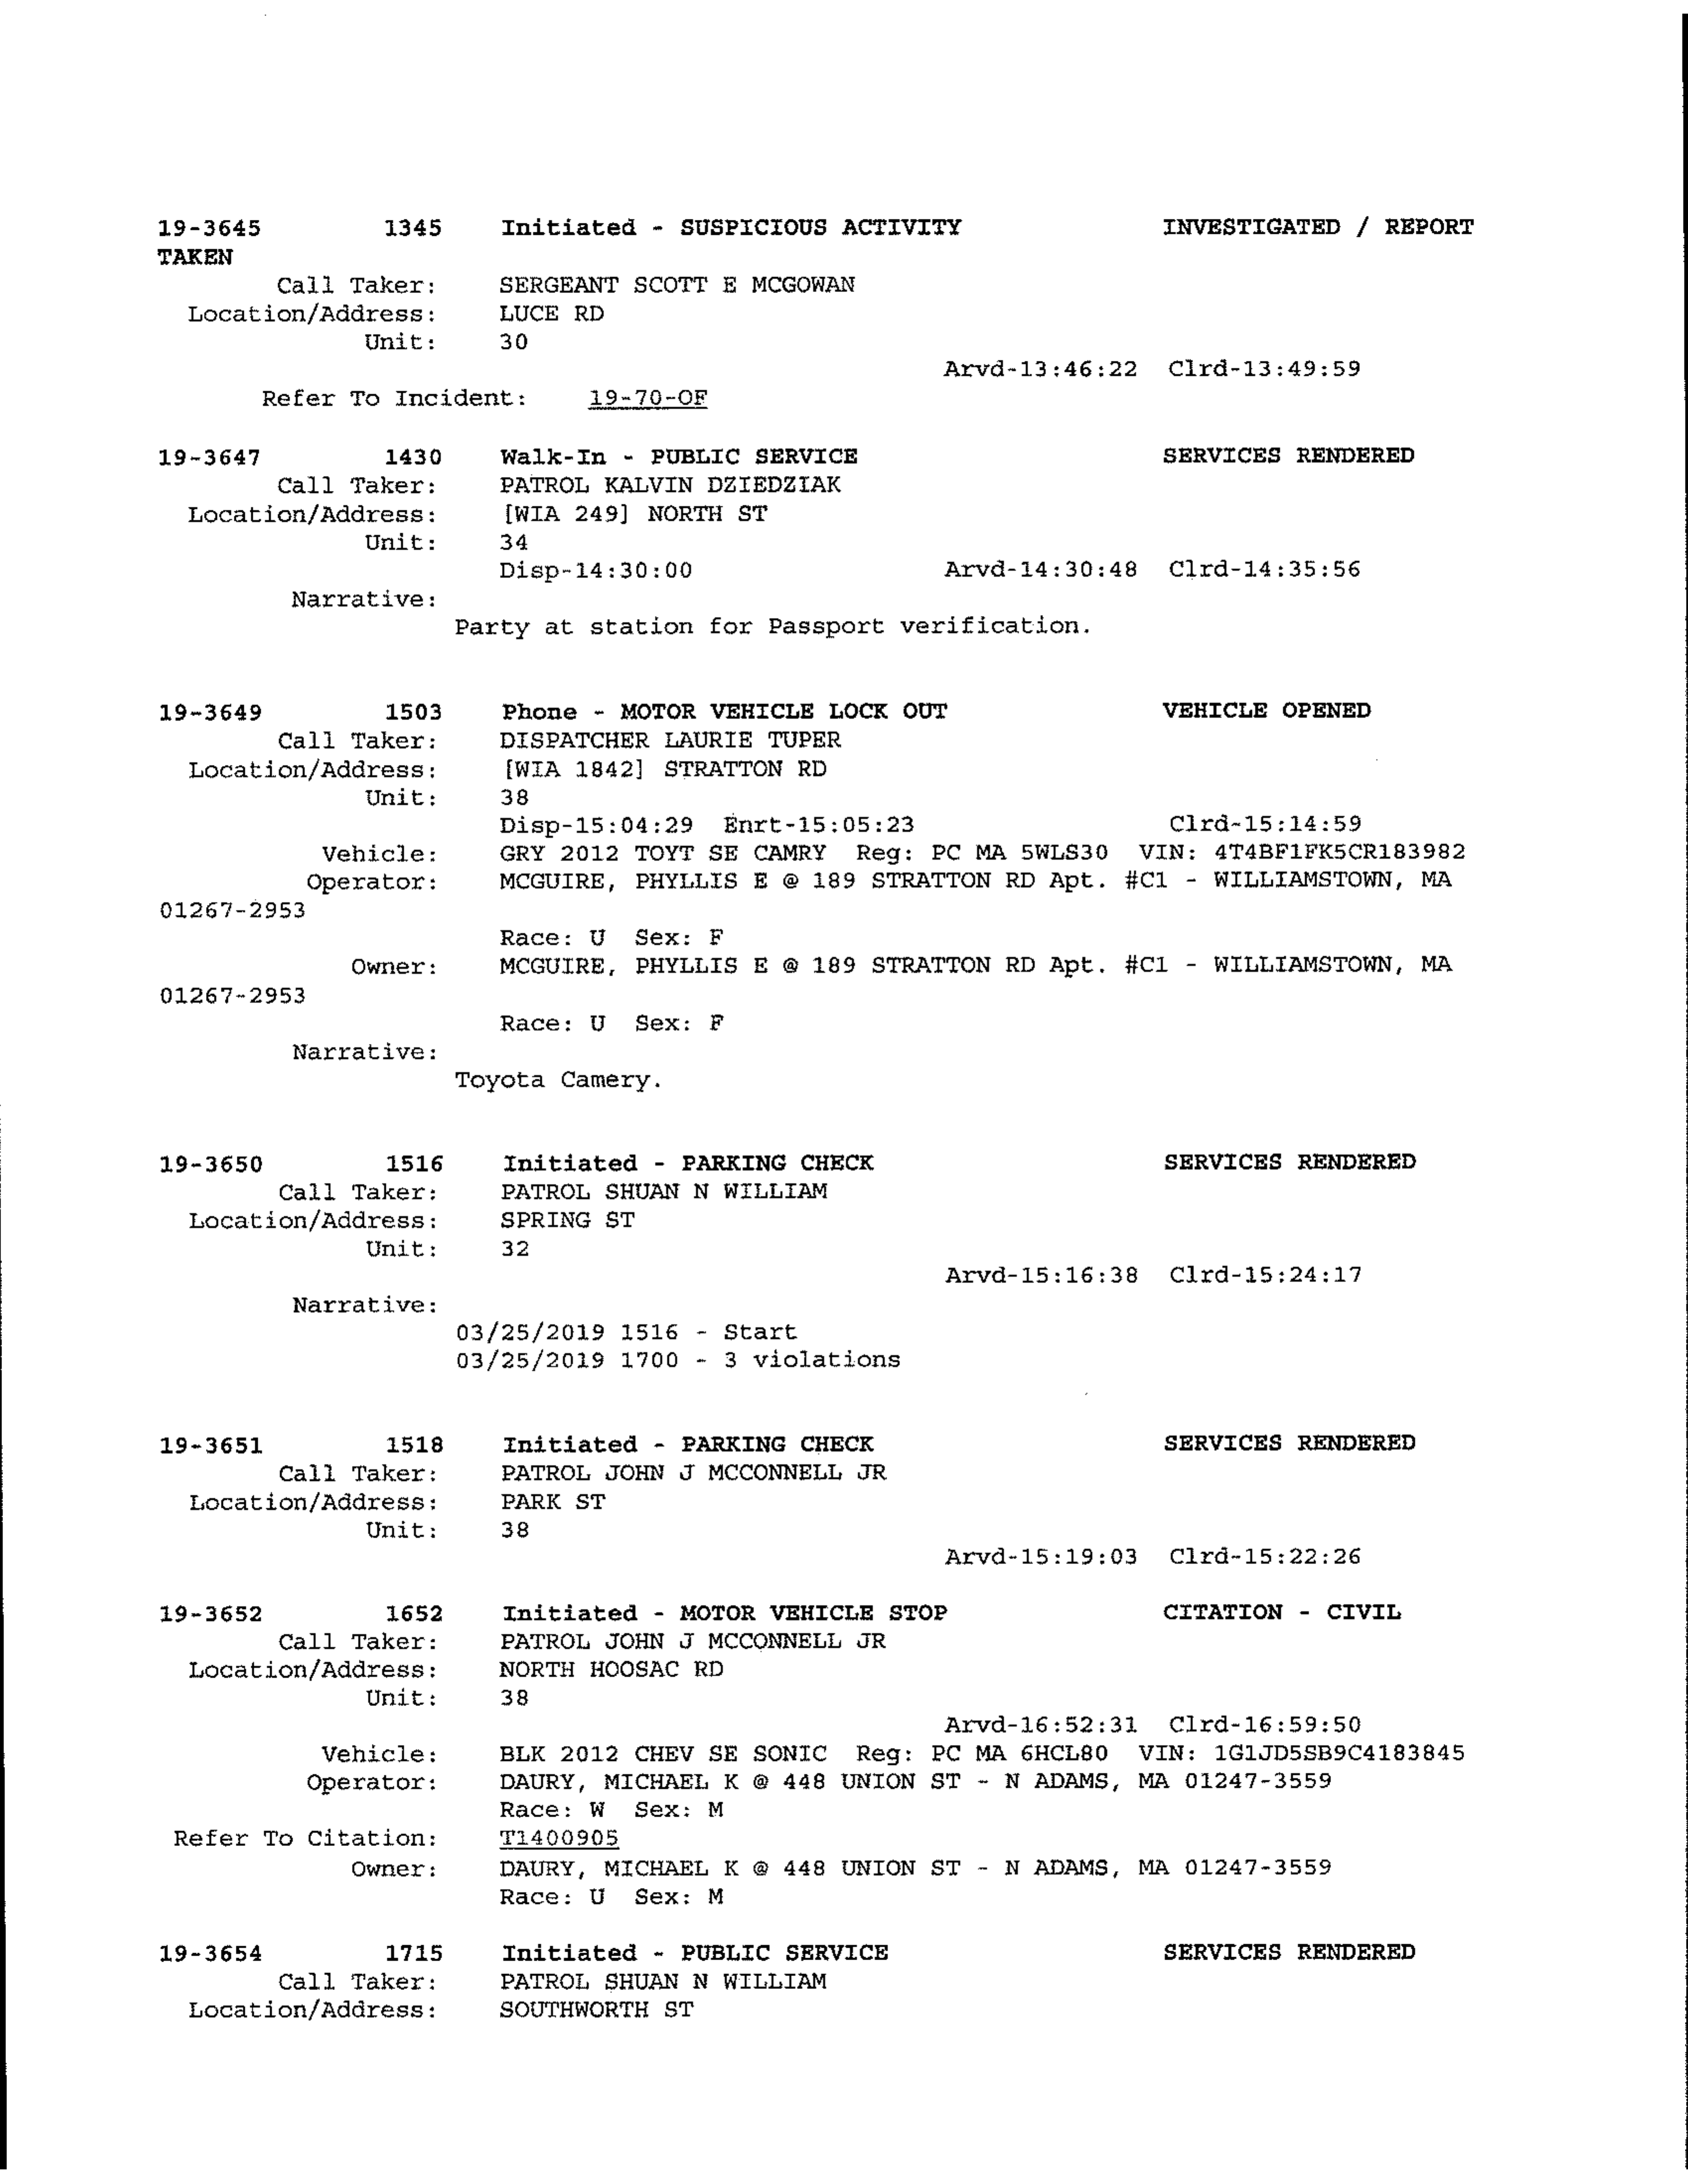 19-3645 1345 Initiated - SUSPICIOUS ACTIVITY INVESTIGATED / REPORT
TAKEN
Call Taker: SERGEANT SCOTT E MCGOWAN
Location/Address: LUCE RD
Unit: 30
Arvd-13:46:22 Clrd-13:49:59
Refer To Incident: 19-70-OF
19-3647 1430 Walk-In - PUBLIC SERVICE SERVICES RENDERED
Call Taker: PATROL KALVIN DZIEDZIAK
Location/Address: [WIA 249] NORTH ST
Unit: 34
Disp-14:30:00 Arvd-14:30:48 Clrd-14:35:56
Narrative:
Party at station for Passport verification.
19-3649 1503 Phone - MOTOR VEHICLE LOCK OUT VEHICLE OPENED
Call Taker: DISPATCHER LAURIE TUPER
Location/Address: [WIA 1842] STRATTON RD
Unit: 38
Disp-15:04:29 Enrt-15:05:23 Clrd-15:14:59
Vehicle: GRY 2012 TOYT SE CAMRY Reg: PC MA 5WLS30 VIN: 4T4BF1FK5CR183982
Operator: MCGUIRE, PHYLLIS E @ 189 STRATTON RD Apt. #C1 - WILLIAMSTOWN, MA
01267-2953
Race: U Sex: F
Owner: MCGUIRE, PHYLLIS E @ 189 STRATTON RD Apt. #C1 - WILLIAMSTOWN, MA
01267-2953
Race: U Sex: F
Narrative:
Toyota Camery.
19-3650 1516 Initiated - PARKING CHECK SERVICES RENDERED
Call Taker: PATROL SHUAN N WILLIAM
Location/Address: SPRING ST
Unit: 32
Arvd-15:16:38 Clrd-15:24:17
Narrative:
03/25/2019 1516 - Start
03/25/2019 1700 - 3 violations
19-3651 1518 Initiated - PARKING CHECK SERVICES RENDERED
Call Taker: PATROL JOHN J MCCONNELL JR
Location/Address: PARK ST
Unit: 38
Arvd-15:19:03 Clrd-15:22:26
19-3652 1652 Initiated - MOTOR VEHICLE STOP CITATION - CIVIL
Call Taker: PATROL JOHN J MCCONNELL JR
Location/Address: NORTH HOOSAC RD
Unit: 38
Arvd-16:52:31 Clrd-16:59:50
Vehicle: BLK 2012 CHEV SE SONIC Reg: PC MA 6HCL80 VIN: 1G1JD5SB9C4183845
Operator: DAURY, MICHAEL K @ 448 UNION ST - N ADAMS, MA 01247-3559
Race: W Sex: M
Refer To Citation: T1400905
Owner: DAURY, MICHAEL K @ 448 UNION ST - N ADAMS, MA 01247-3559
Race: U Sex: M
19-3654 1715 Initiated - PUBLIC SERVICE SERVICES RENDERED
Call Taker: PATROL SHUAN N WILLIAM
Location/Address: SOUTHWORTH ST